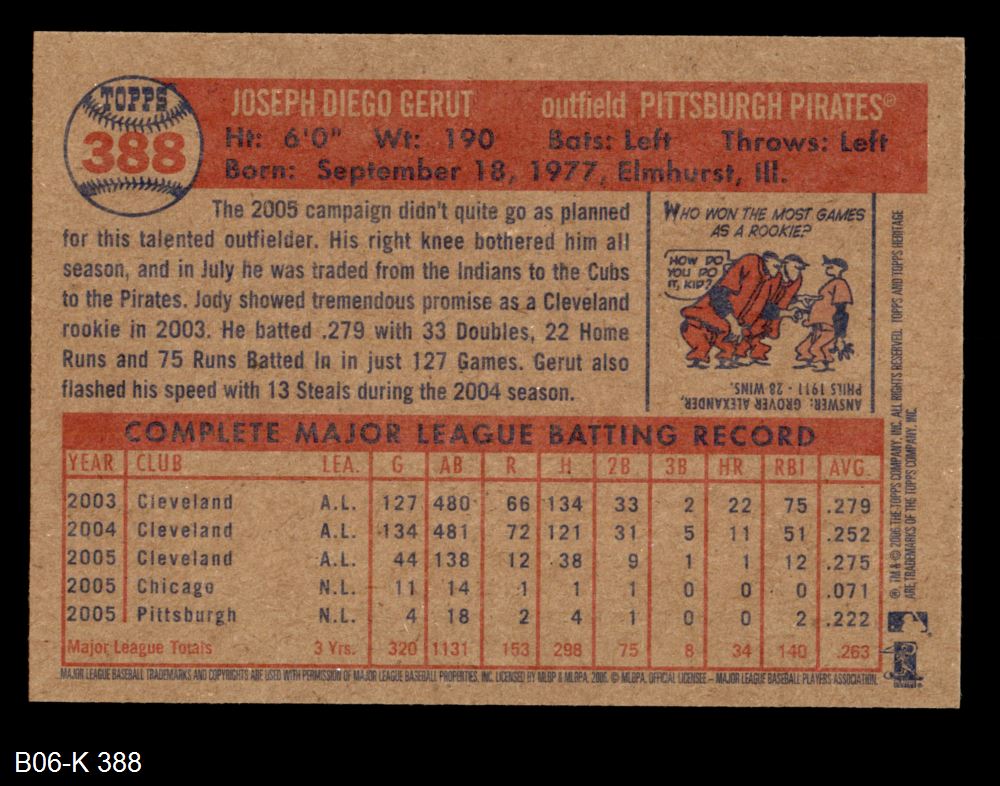 TOPPS
388
JOSEPH DIEGO GERUT outfield PITTSBURGH PIRATES®
Ht: 6'0" Wt: 190 Bats: Left Throws: Left
Born: September 18, 1977, Elmhurst, Ill.
The 2005 campaign didn't quite go as planned
for this talented outfielder. His right knee bothered him all
season, and in July he was traded from the Indians to the Cubs
to the Pirates. Jody showed tremendous promise as a Cleveland
rookie in 2003. He batted .279 with 33 Doubles, 22 Home
Runs and 75 Runs Batted In in just 127 Games. Gerut also
flashed his speed with 13 Steals during the 2004 season.
WHO WON THE MOST GAMES
AS A ROOKIE?
HOW DO
YOU DO
IT, KID?
ANSWER: GROVER ALEXANDER,
PHILS 1911 - 28 WINS.
COMPLETE MAJOR LEAGUE BATTING RECORD
YEAR CLUB LEA. G AB R H 2B 3B HR RBI AVG.
2003 Cleveland A.L. 127 480 66 134 33 2 22 75 .279
2004 Cleveland A.L. 134 481 72 121 31 5 11 51 .252
2005 Cleveland A.L. 44 138 12 38 9 1 1 12 .275
2005 Chicago N.L. 11 14 1 1 1 0 0 0 .071
2005 Pittsburgh N.L. 4 18 2 4 1 0 0 2 .222
Major League Totals 3 Yrs. 320 1131 153 298 75 8 34 140 .263
MAJOR LEAGUE BASEBALL TRADEMARKS AND COPYRIGHTS ARE USED WITH PERMISSION OF MAJOR LEAGUE BASEBALL PROPERTIES, INC. LICENSED BY MLBP & MLBPA, 2006. © MLBPA, OFFICIAL LICENSEE – MAJOR LEAGUE BASEBALL PLAYERS ASSOCIATION.
®, TM & © 2006 THE TOPPS COMPANY, INC. ALL RIGHTS RESERVED. TOPPS AND TOPPS HERITAGE
ARE TRADEMARKS OF THE TOPPS COMPANY, INC.
B06-K 388